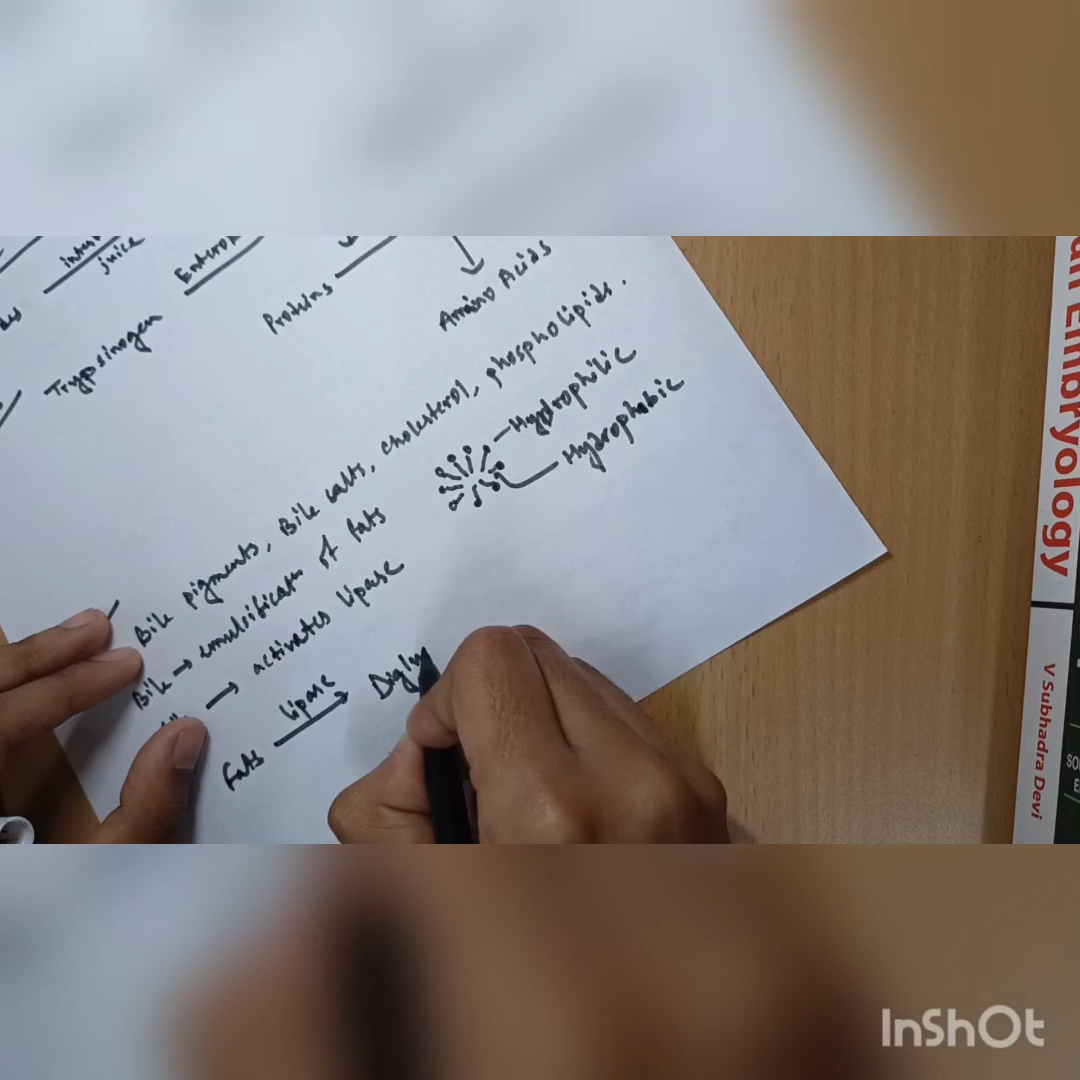 juice
Trypsinogen
Proteins
Amino Acids
Bile pigments, Bile salts, cholesterol, phospholipids.
Hydrophilic
Hydrophobic
Bile → emulsificatn of fats
→ activates lipase
Fats lipase → Digly
Embryology
V Subhadra Devi
InShOt